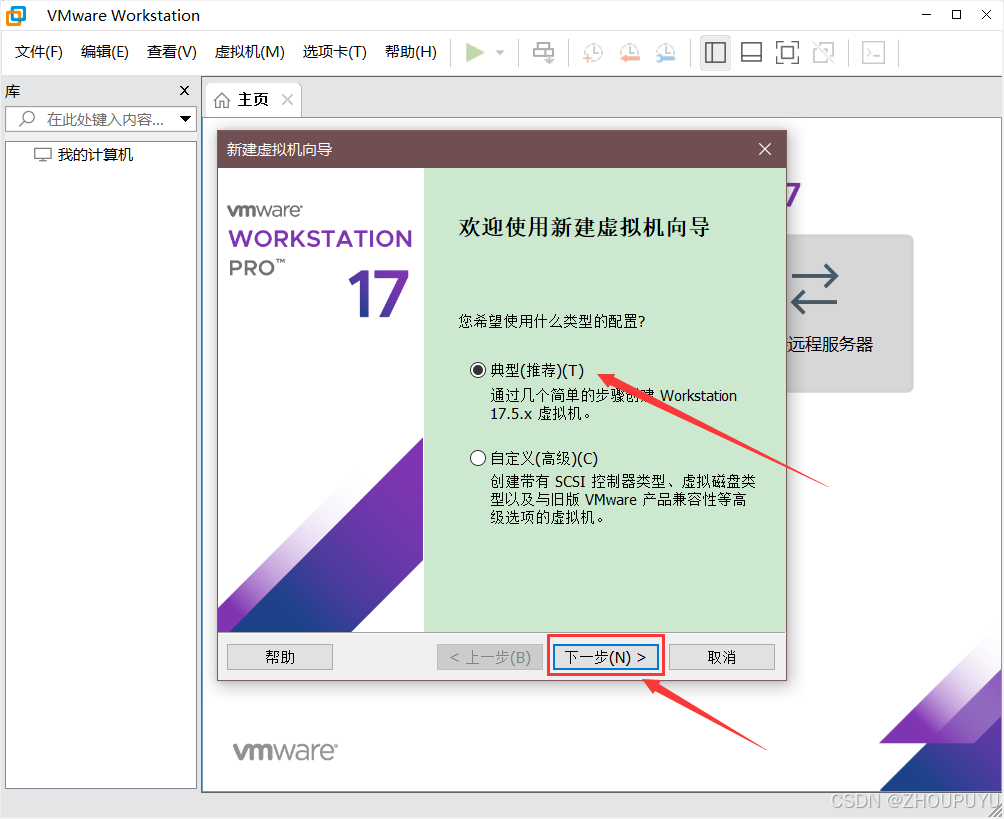 VMware Workstation
文件(F) 编辑(E) 查看(V) 虚拟机(M) 选项卡(T) 帮助(H)
库
在此处键入内容...
我的计算机
主页
新建虚拟机向导
vmware
WORKSTATION
PRO™
17
欢迎使用新建虚拟机向导
您希望使用什么类型的配置?
典型(推荐)(T)
通过几个简单的步骤创建 Workstation
17.5.x 虚拟机。
自定义(高级)(C)
创建带有 SCSI 控制器类型、虚拟磁盘类
型以及与旧版 VMware 产品兼容性等高
级选项的虚拟机。
帮助
< 上一步(B)
下一步(N) >
取消
7
远程服务器
vmware
CSDN @ZHOUPUYU